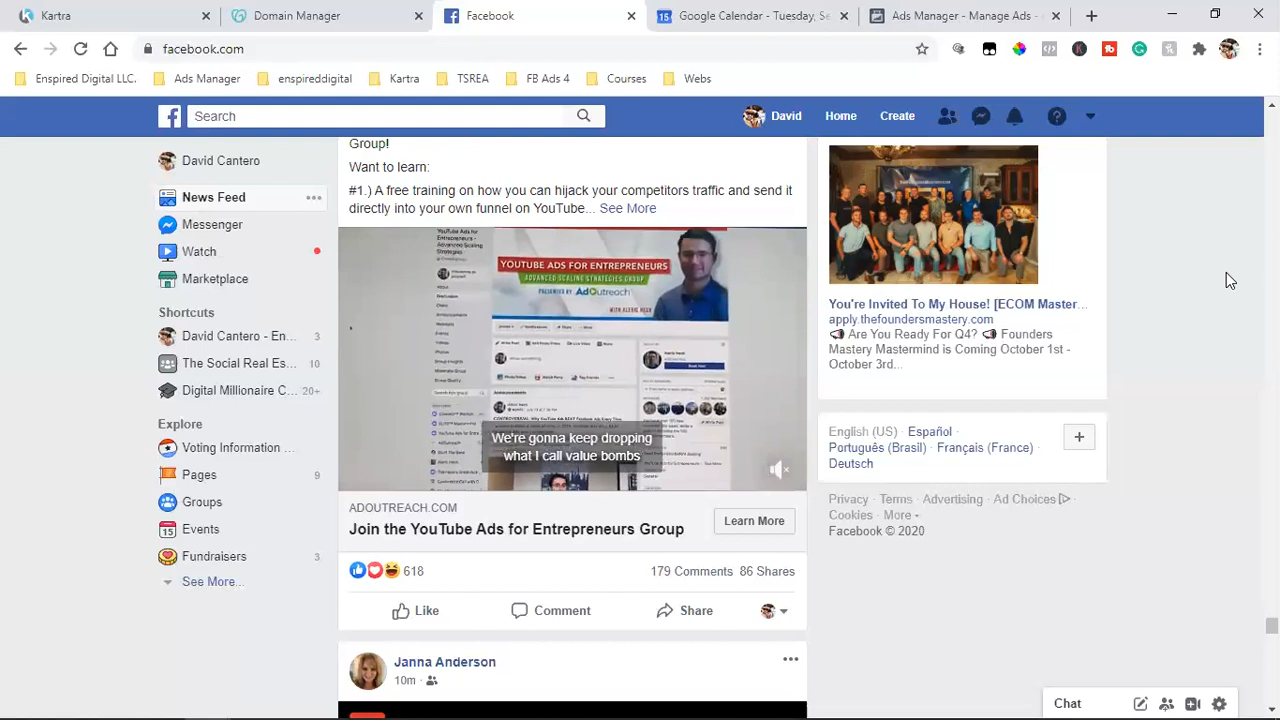 Kartra
Domain Manager
Facebook
Google Calendar - Tuesday, Se
Ads Manager - Manage Ads -
facebook.com
Enspired Digital LLC.
Ads Manager
enspireddigital
Kartra
TSREA
FB Ads 4
Courses
Webs
Search
David
Home
Create
David Cantero
News Feed
Messenger
Watch
Marketplace
Shortcuts
David Cantero - En... 3
The Social Real Es... 10
Digital Millionaire C... 20+
Explore
Voting Information ...
Pages 9
Groups
Events
Fundraisers 3
See More...
Group!
Want to learn:
#1.) A free training on how you can hijack your competitors traffic and send it
directly into your own funnel on YouTube... See More
YOUTUBE ADS FOR ENTREPRENEURS
ADVANCED SCALING STRATEGIES GROUP
PRESENTED BY AdOutreach
We're gonna keep dropping
what I call value bombs
ADOUTREACH.COM
Join the YouTube Ads for Entrepreneurs Group
Learn More
618
179 Comments 86 Shares
Like
Comment
Share
Janna Anderson
10m
You're Invited To My House! [ECOM Master...
apply.thefoundersmastery.com
Are You Ready For Q4? Founders
Mastery Mastermind is Coming October 1st -
October 3rd...
English (US) · Español ·
Português (Brasil) · Français (France) ·
Deutsch
Privacy · Terms · Advertising · Ad Choices ·
Cookies · More
Facebook © 2020
Chat